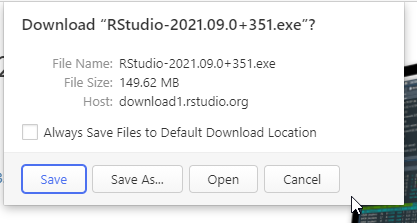 Download “RStudio-2021.09.0+351.exe”?
File Name: RStudio-2021.09.0+351.exe
File Size: 149.62 MB
Host: download1.rstudio.org
Always Save Files to Default Download Location
Save Save As... Open Cancel